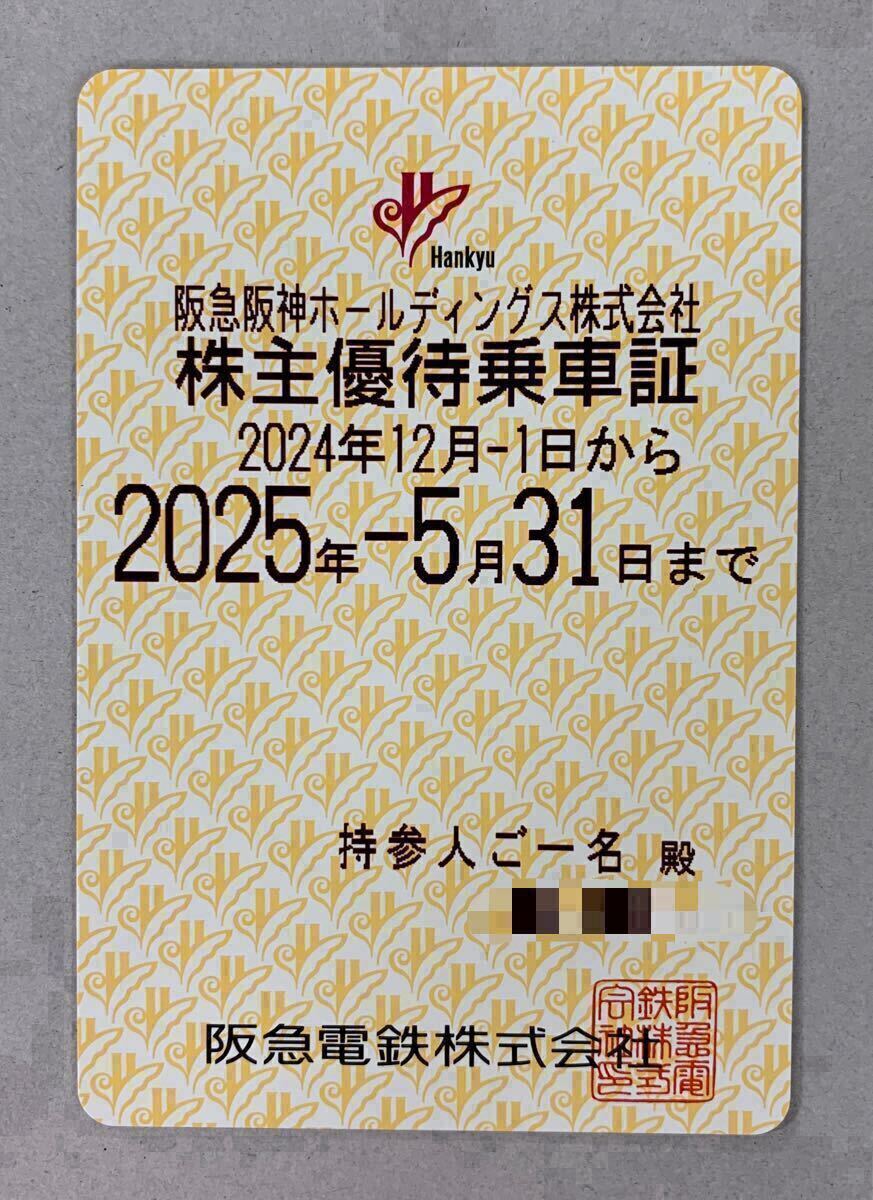 Hankyu
阪急阪神ホールディングス株式会社
株主優待乗車証
2024年12月-1日から
2025年-5月31日まで
持参人ご一名 殿
阪急電鉄株式会社